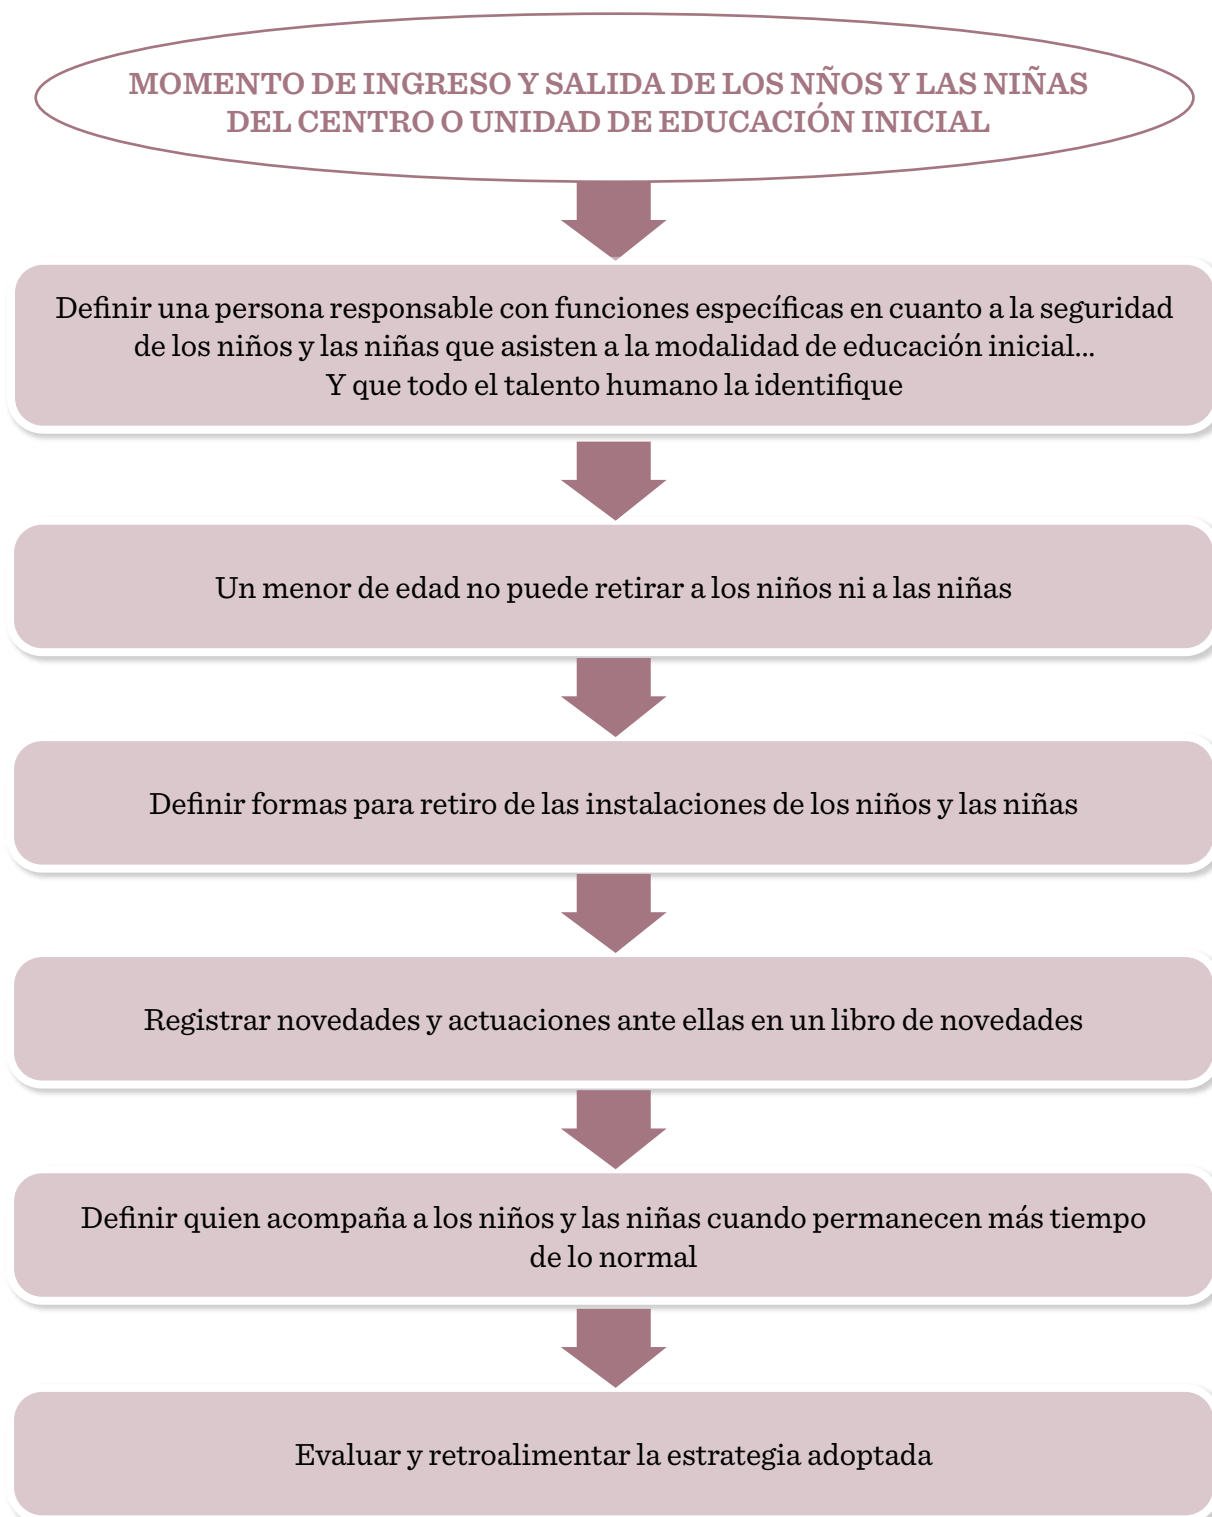 MOMENTO DE INGRESO Y SALIDA DE LOS NÑOS Y LAS NIÑAS
DEL CENTRO O UNIDAD DE EDUCACIÓN INICIAL
Definir una persona responsable con funciones específicas en cuanto a la seguridad
de los niños y las niñas que asisten a la modalidad de educación inicial...
Y que todo el talento humano la identifique
Un menor de edad no puede retirar a los niños ni a las niñas
Definir formas para retiro de las instalaciones de los niños y las niñas
Registrar novedades y actuaciones ante ellas en un libro de novedades
Definir quien acompaña a los niños y las niñas cuando permanecen más tiempo
de lo normal
Evaluar y retroalimentar la estrategia adoptada